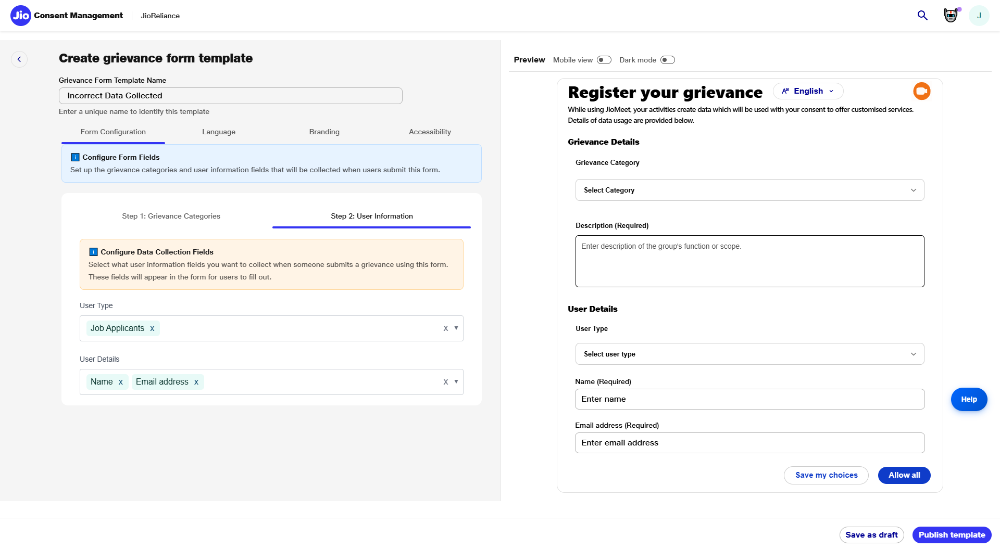 Jio Consent Management JioReliance
J
Create grievance form template
Grievance Form Template Name
Incorrect Data Collected
Enter a unique name to identify this template
Form Configuration Language Branding Accessibility
i Configure Form Fields
Set up the grievance categories and user information fields that will be collected when users submit this form.
Step 1: Grievance Categories Step 2: User Information
i Configure Data Collection Fields
Select what user information fields you want to collect when someone submits a grievance using this form.
These fields will appear in the form for users to fill out.
User Type
Job Applicants x X ▼
User Details
Name x Email address x X ▼
Preview Mobile view Dark mode
Register your grievance English
While using JioMeet, your activities create data which will be used with your consent to offer customised services.
Details of data usage are provided below.
Grievance Details
Grievance Category
Select Category
Description (Required)
Enter description of the group's function or scope.
User Details
User Type
Select user type
Name (Required)
Enter name
Email address (Required)
Enter email address
Save my choices Allow all
Help
Save as draft Publish template